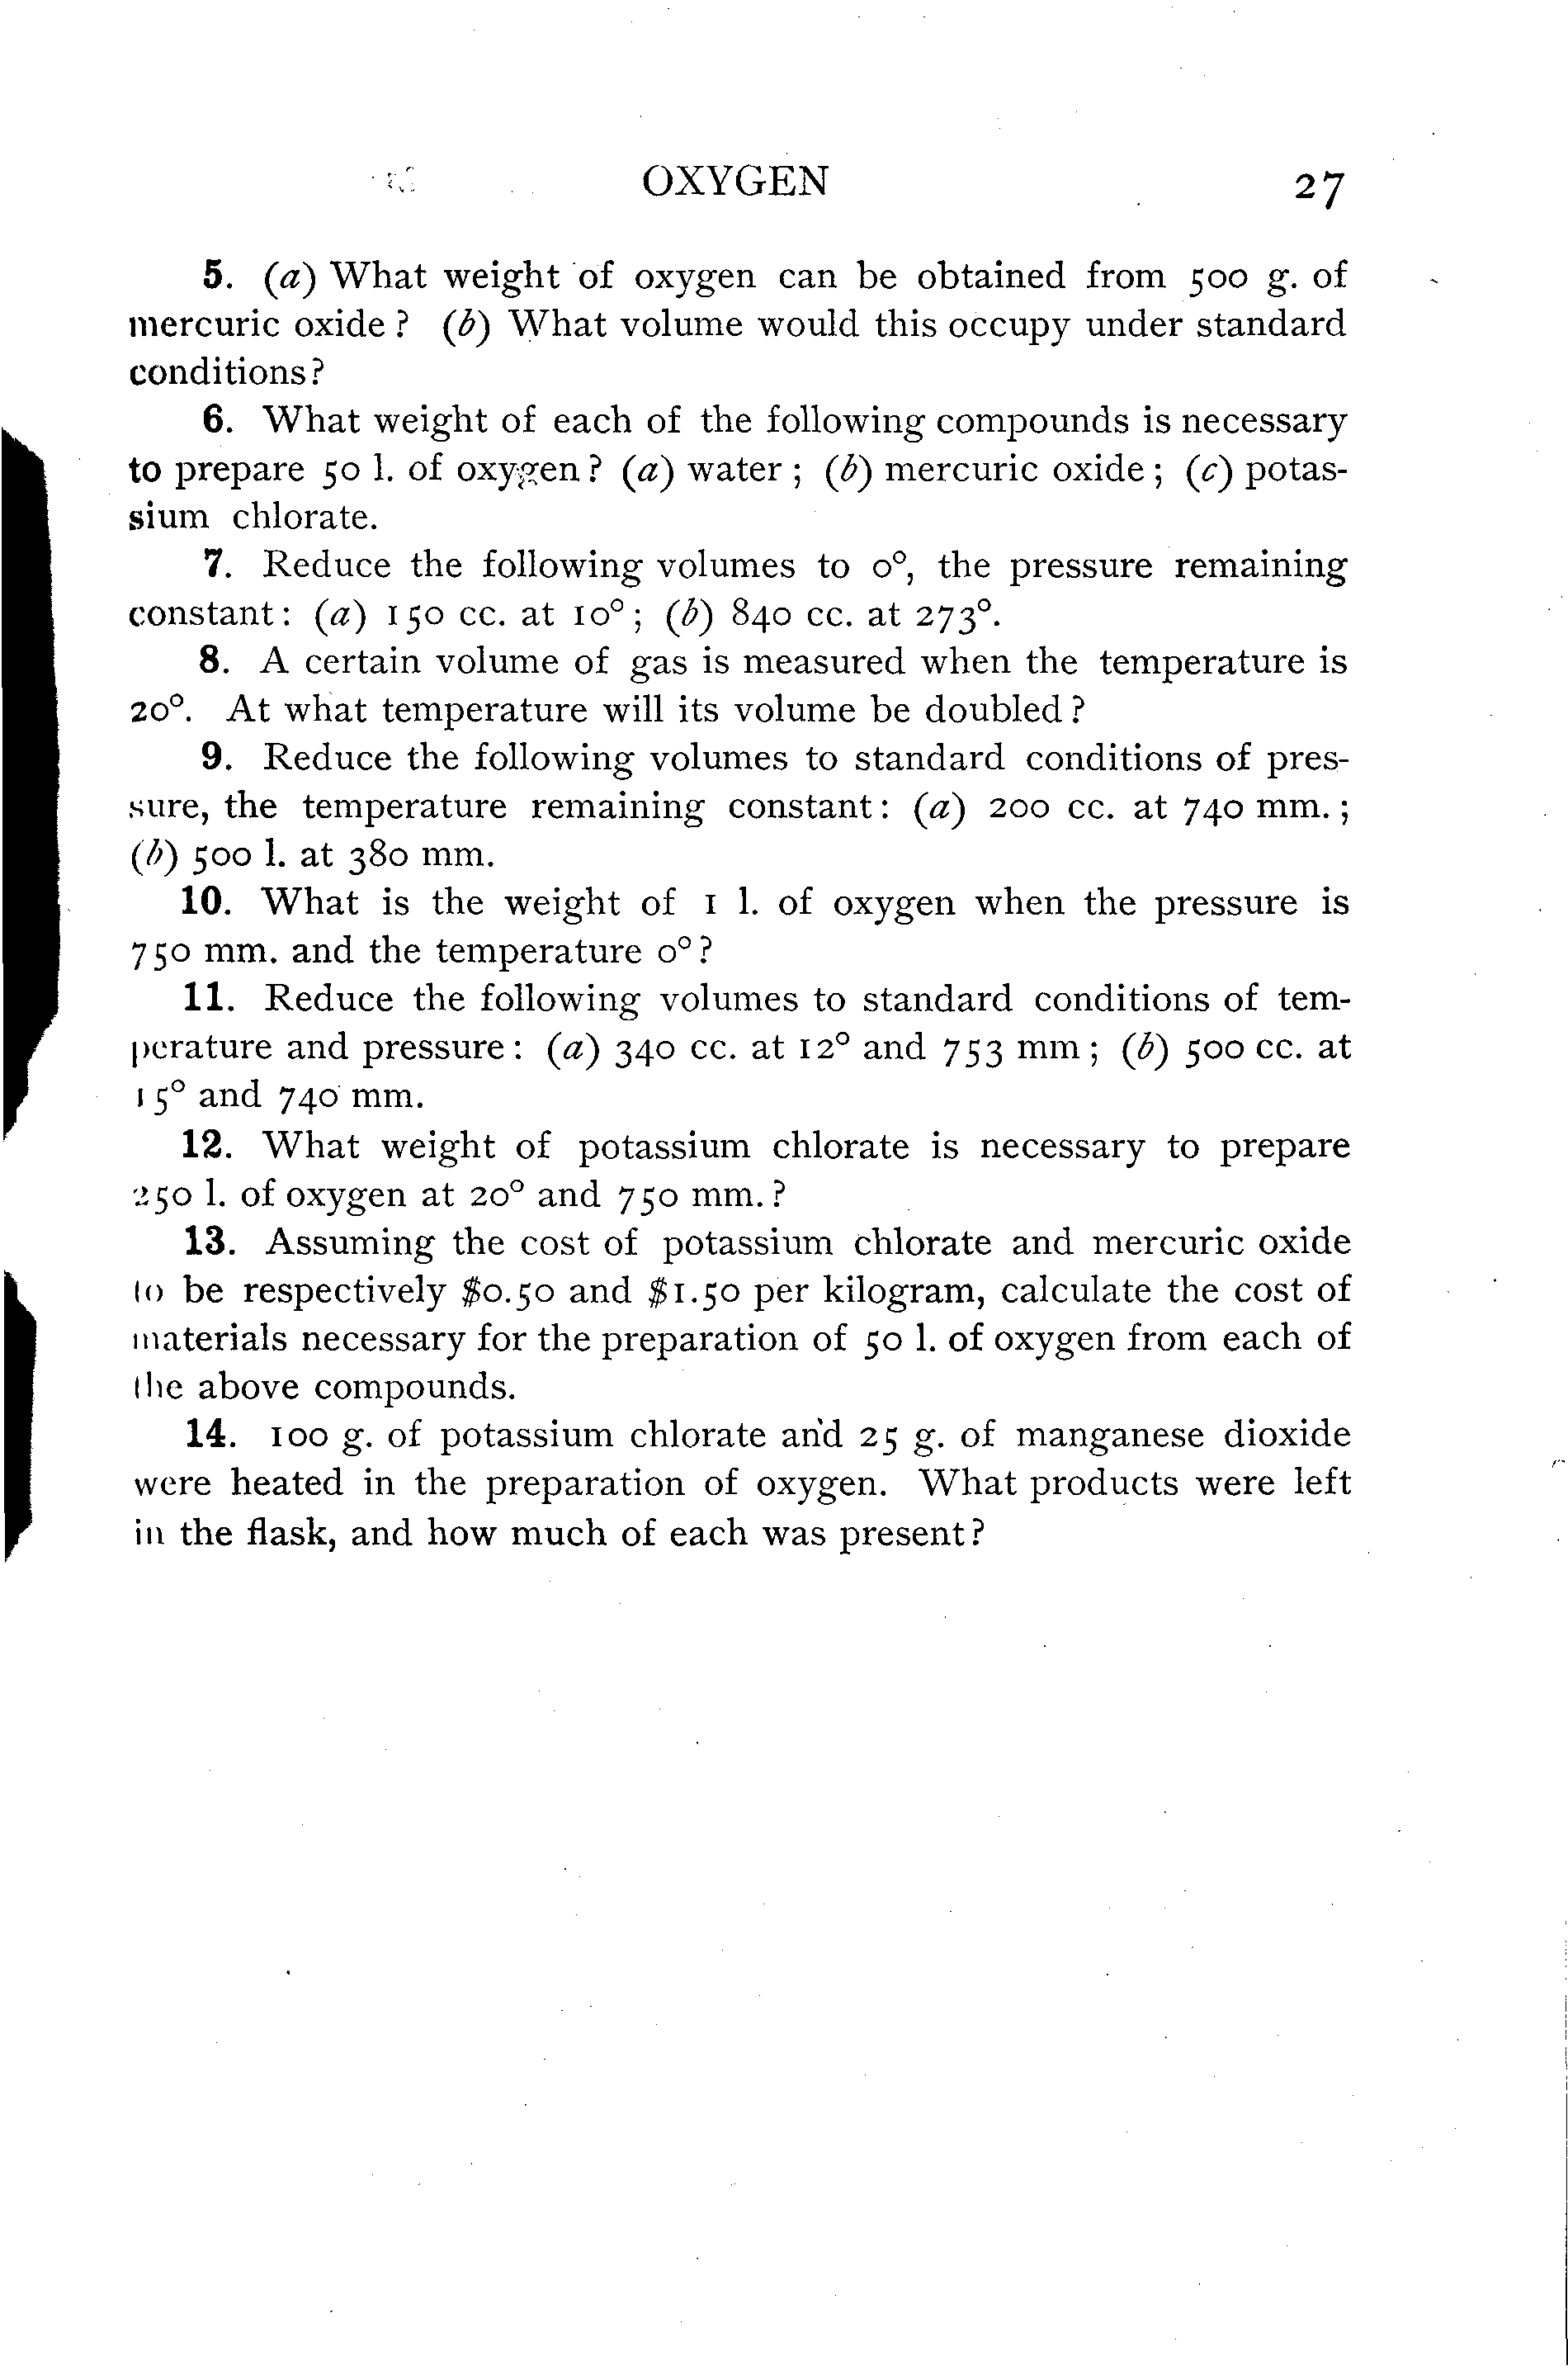 OXYGEN 27
5. (a) What weight of oxygen can be obtained from 500 g. of
mercuric oxide? (b) What volume would this occupy under standard
conditions?
6. What weight of each of the following compounds is necessary
to prepare 50 l. of oxygen? (a) water; (b) mercuric oxide; (c) potas-
sium chlorate.
7. Reduce the following volumes to 0°, the pressure remaining
constant: (a) 150 cc. at 10°; (b) 840 cc. at 273°.
8. A certain volume of gas is measured when the temperature is
20°. At what temperature will its volume be doubled?
9. Reduce the following volumes to standard conditions of pres-
sure, the temperature remaining constant: (a) 200 cc. at 740 mm.;
(b) 500 l. at 380 mm.
10. What is the weight of 1 l. of oxygen when the pressure is
750 mm. and the temperature 0°?
11. Reduce the following volumes to standard conditions of tem-
perature and pressure: (a) 340 cc. at 12° and 753 mm; (b) 500 cc. at
15° and 740 mm.
12. What weight of potassium chlorate is necessary to prepare
250 l. of oxygen at 20° and 750 mm.?
13. Assuming the cost of potassium chlorate and mercuric oxide
to be respectively $0.50 and $1.50 per kilogram, calculate the cost of
materials necessary for the preparation of 50 l. of oxygen from each of
the above compounds.
14. 100 g. of potassium chlorate and 25 g. of manganese dioxide
were heated in the preparation of oxygen. What products were left
in the flask, and how much of each was present?